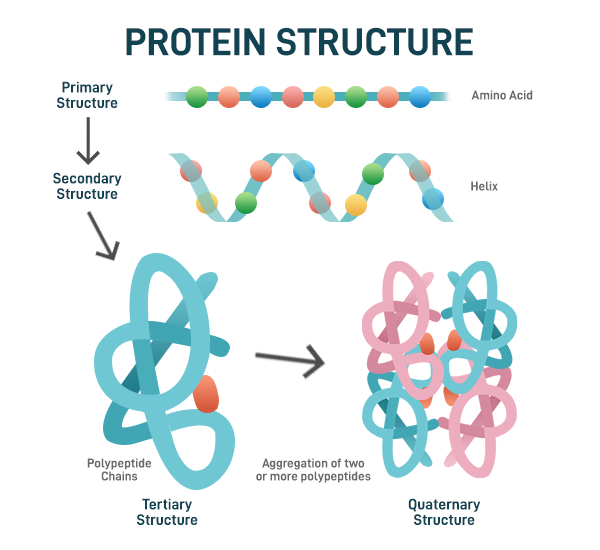 PROTEIN STRUCTURE
Primary
Structure
Amino Acid
Secondary
Structure
Helix
Polypeptide
Chains
Aggregation of two
or more polypeptides
Tertiary
Structure
Quaternary
Structure